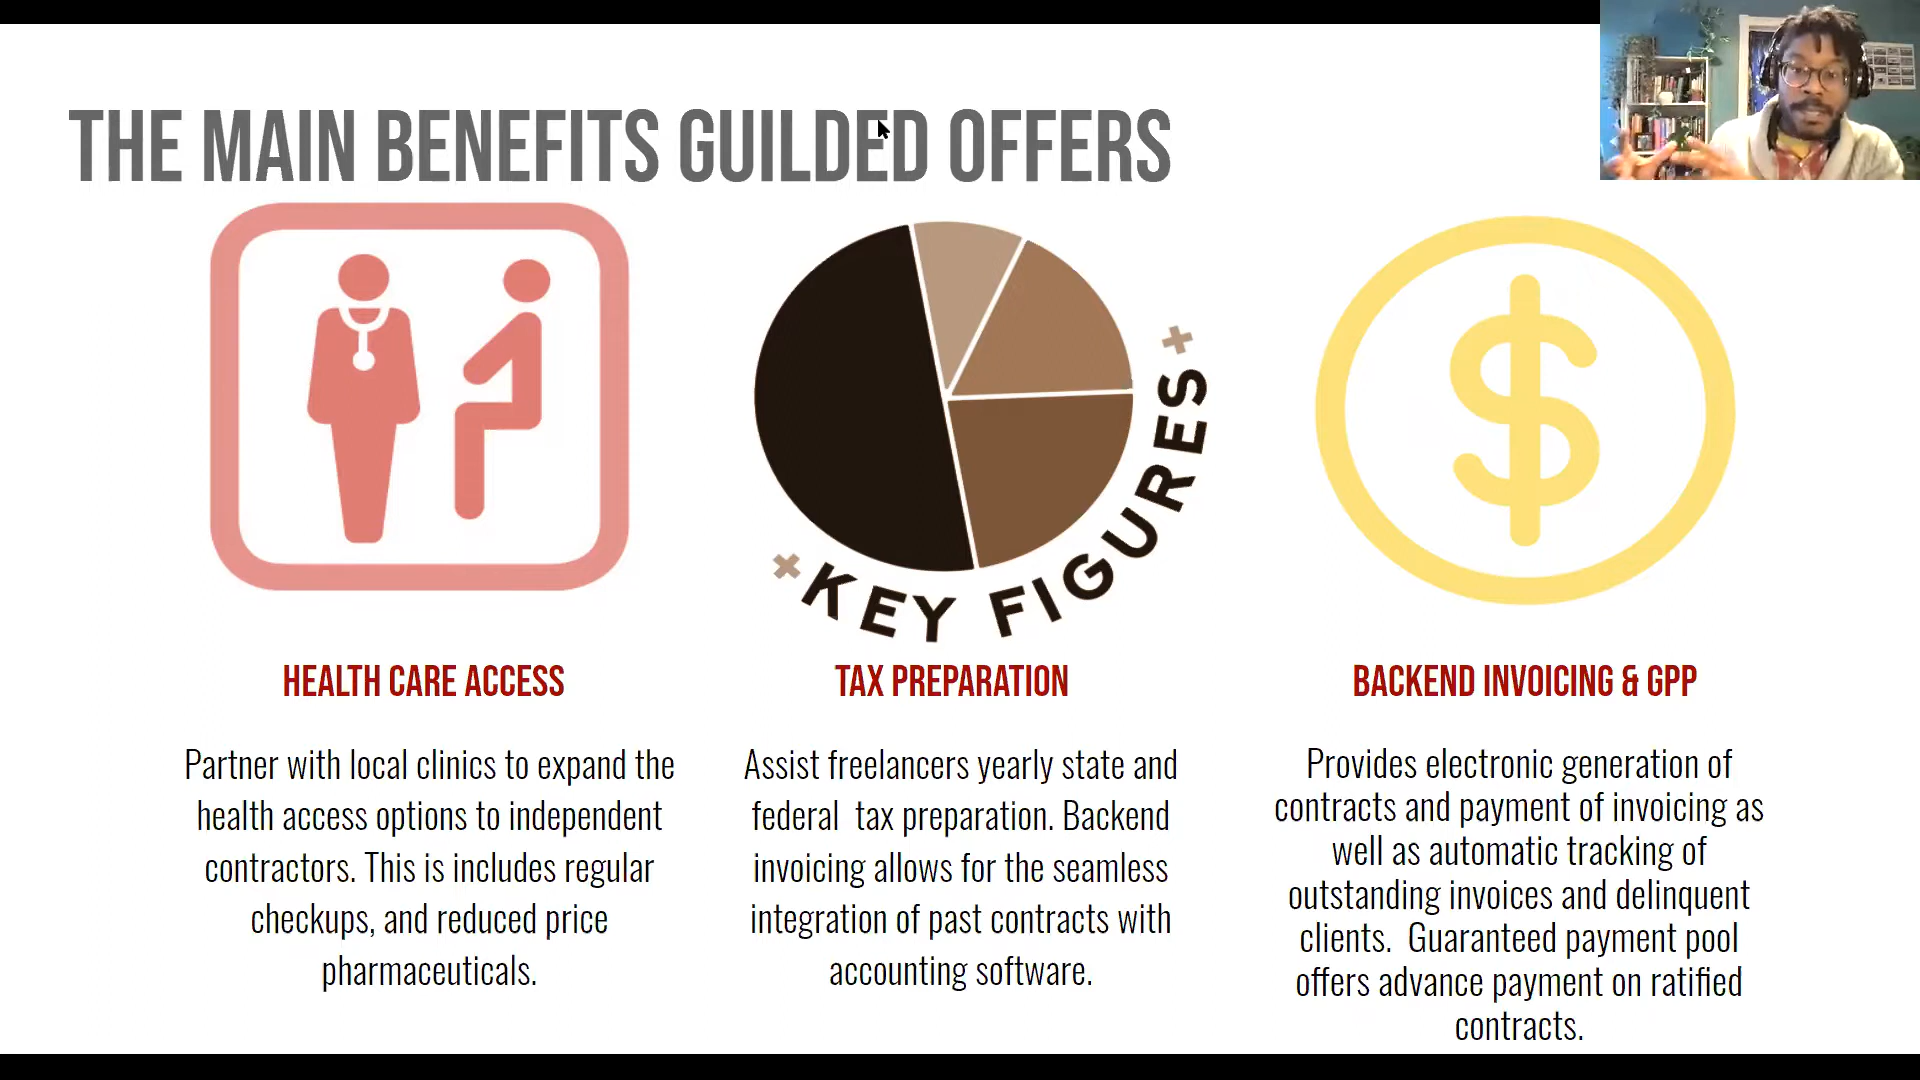 THE MAIN BENEFITS GUILDED OFFERS
KEY FIGURES
HEALTH CARE ACCESS
Partner with local clinics to expand the
health access options to independent
contractors. This is includes regular
checkups, and reduced price
pharmaceuticals.
TAX PREPARATION
Assist freelancers yearly state and
federal  tax preparation. Backend
invoicing allows for the seamless
integration of past contracts with
accounting software.
BACKEND INVOICING & GPP
Provides electronic generation of
contracts and payment of invoicing as
well as automatic tracking of
outstanding invoices and delinquent
clients.  Guaranteed payment pool
offers advance payment on ratified
contracts.